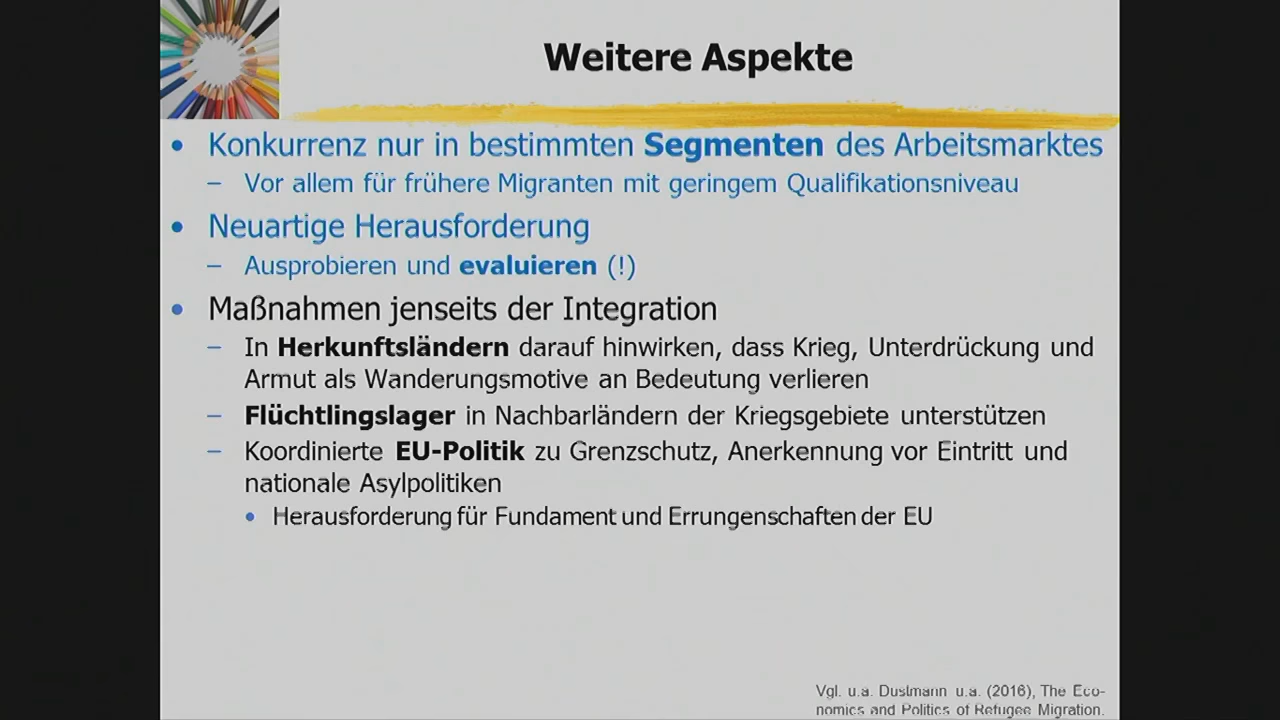 Weitere Aspekte
• Konkurrenz nur in bestimmten Segmenten des Arbeitsmarktes
– Vor allem für frühere Migranten mit geringem Qualifikationsniveau
• Neuartige Herausforderung
– Ausprobieren und evaluieren (!)
• Maßnahmen jenseits der Integration
– In Herkunftsländern darauf hinwirken, dass Krieg, Unterdrückung und
Armut als Wanderungsmotive an Bedeutung verlieren
– Flüchtlingslager in Nachbarländern der Kriegsgebiete unterstützen
– Koordinierte EU-Politik zu Grenzschutz, Anerkennung vor Eintritt und
nationale Asylpolitiken
• Herausforderung für Fundament und Errungenschaften der EU
Vgl. u.a. Dustmann u.a. (2016), The Eco-
nomics and Politics of Refugee Migration.